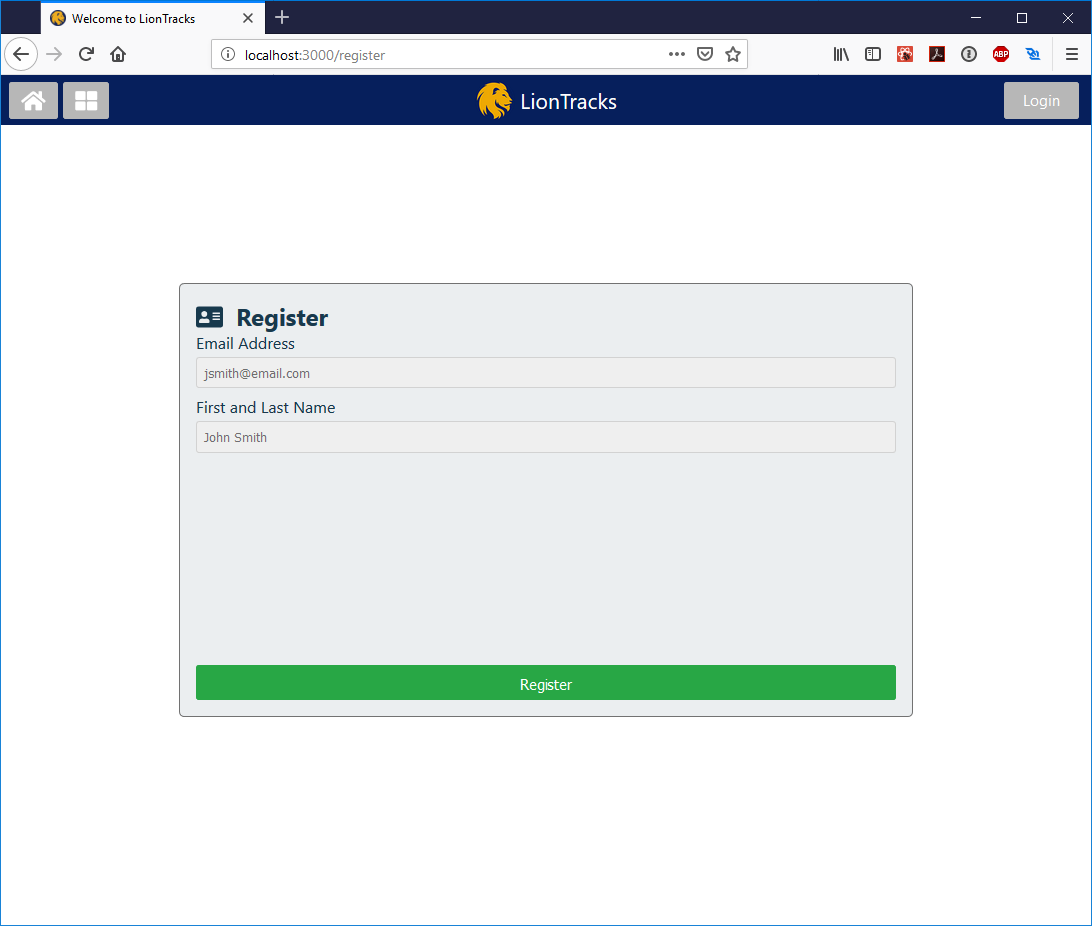 Welcome to LionTracks
localhost:3000/register
ABP
LionTracks
Login
Register
Email Address
jsmith@email.com
First and Last Name
John Smith
Register